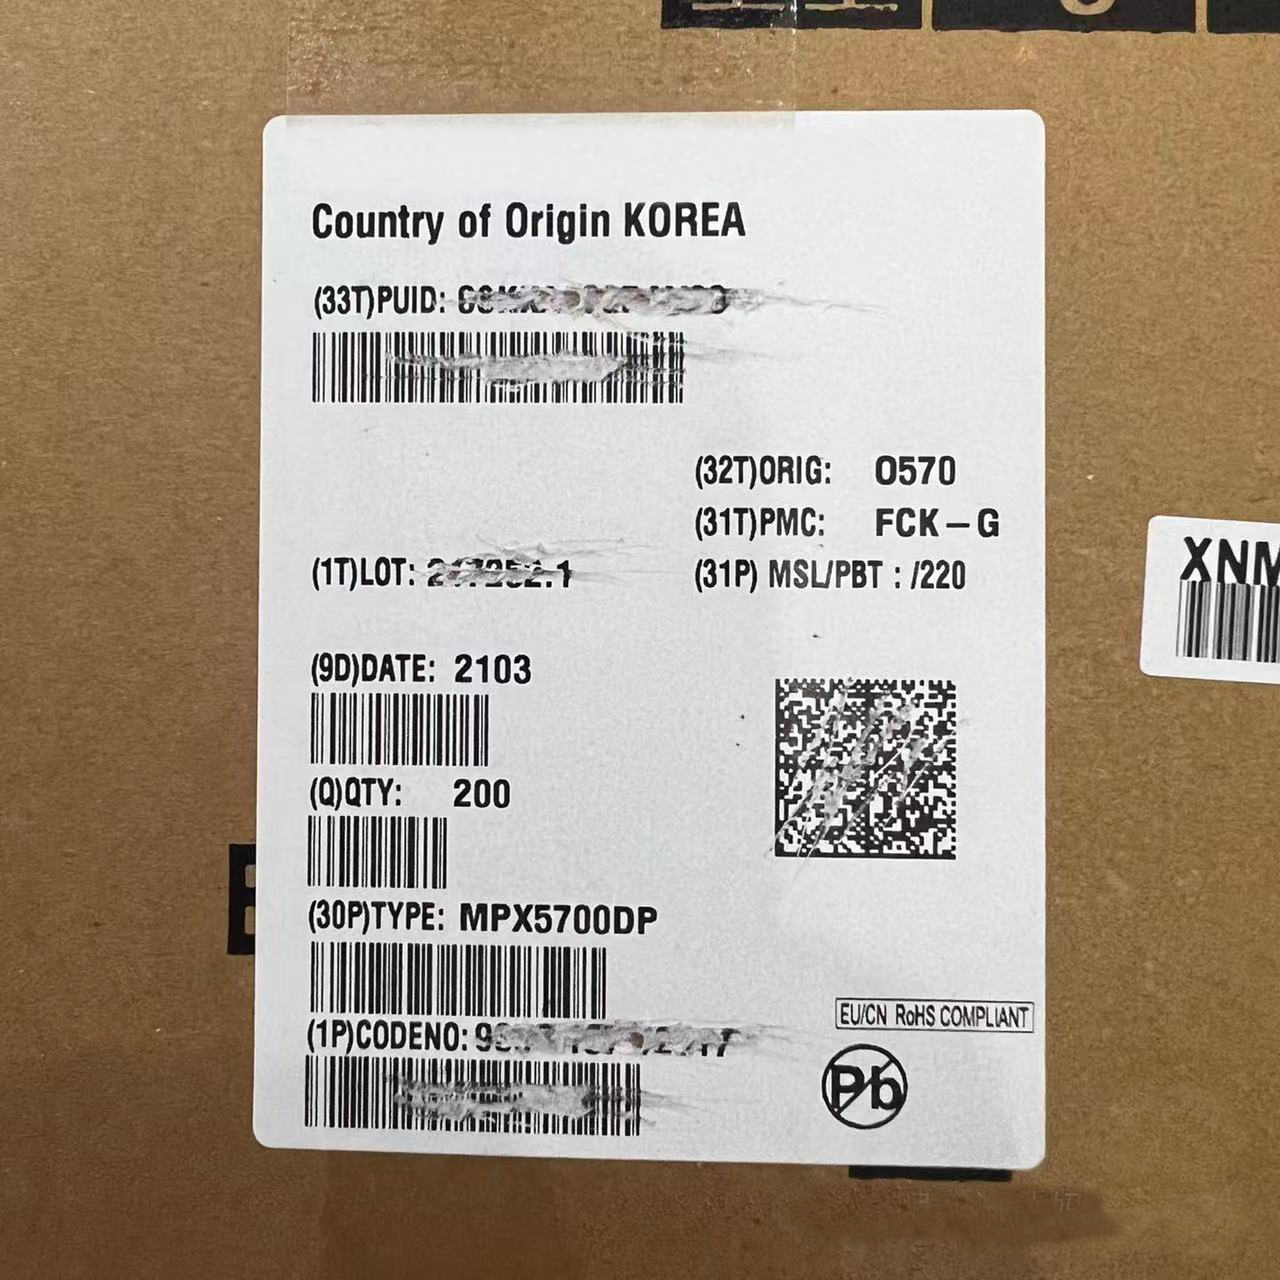 Country of Origin KOREA
(33T)PUID:
(32T)ORIG: O570
(31T)PMC: FCK-G
(1T)LOT:
(31P) MSL/PBT : /220
(9D)DATE: 2103
(Q)QTY: 200
(30P)TYPE: MPX5700DP
(1P)CODENO:
EU/CN RoHS COMPLIANT
Pb
XNM